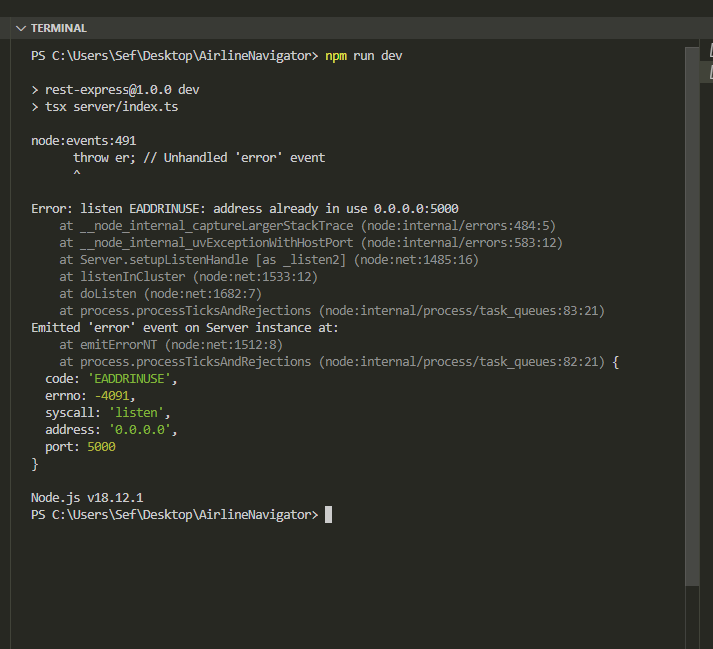 TERMINAL
PS C:\Users\Sef\Desktop\AirlineNavigator> npm run dev
> rest-express@1.0.0 dev
> tsx server/index.ts
node:events:491
      throw er; // Unhandled 'error' event
      ^
Error: listen EADDRINUSE: address already in use 0.0.0.0:5000
    at __node_internal_captureLargerStackTrace (node:internal/errors:484:5)
    at __node_internal_uvExceptionWithHostPort (node:internal/errors:583:12)
    at Server.setupListenHandle [as _listen2] (node:net:1485:16)
    at listenInCluster (node:net:1533:12)
    at doListen (node:net:1682:7)
    at process.processTicksAndRejections (node:internal/process/task_queues:83:21)
Emitted 'error' event on Server instance at:
    at emitErrorNT (node:net:1512:8)
    at process.processTicksAndRejections (node:internal/process/task_queues:82:21) {
  code: 'EADDRINUSE',
  errno: -4091,
  syscall: 'listen',
  address: '0.0.0.0',
  port: 5000
}
Node.js v18.12.1
PS C:\Users\Sef\Desktop\AirlineNavigator>